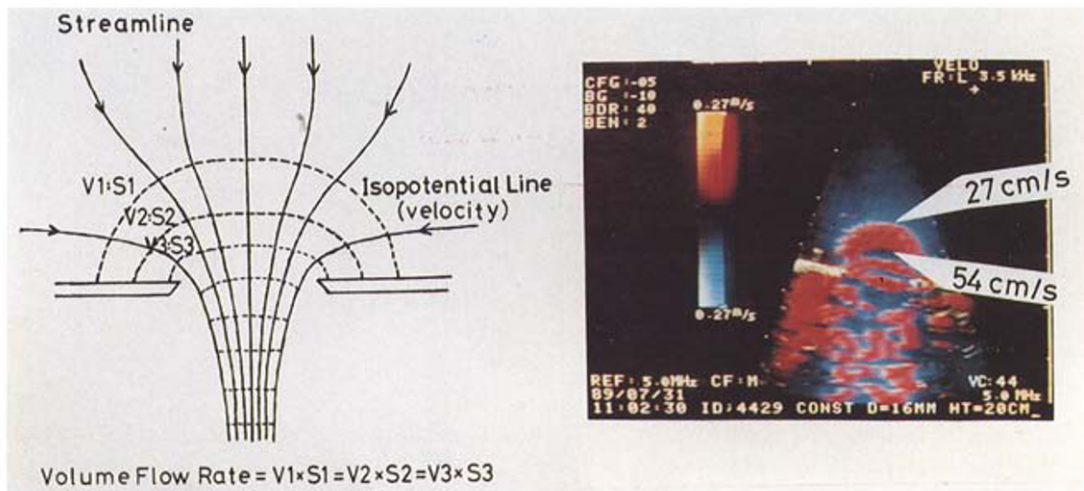 Streamline
V1:S1
V2:S2
V3:S3
Isopotential Line
(velocity)
Volume Flow Rate = V1×S1 = V2×S2 = V3×S3
VELO
FR:L 3.5 kHz
CFG:-05
BG :-10
BDR: 40
BEN: 2
0.27m/s
0.27m/s
27 cm/s
54 cm/s
REF: 5.0MHz CF:M VC:44
89/07/31 5.0 MHz
11:02:30 ID:4429 CONST D=16MM HT=20CM_